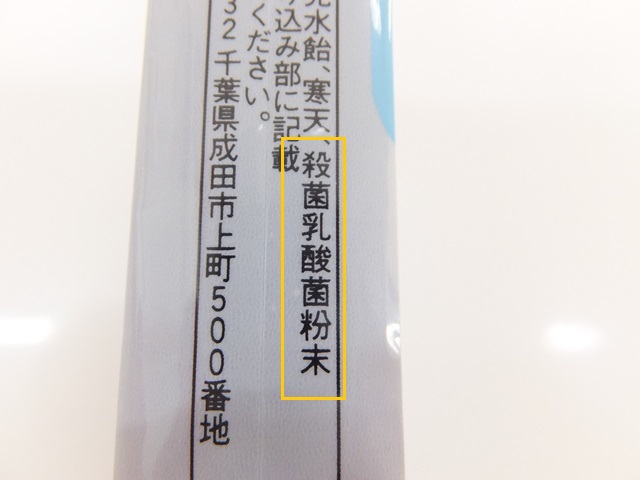 水飴、寒天、殺菌乳酸菌粉末
込み部に記載
ください。
32 千葉県成田市上町500番地